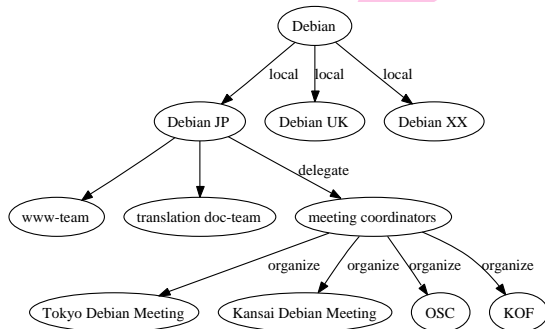 Debian
local
local
local
Debian JP
Debian UK
Debian XX
delegate
www-team
translation doc-team
meeting coordinators
organize
organize
organize
organize
Tokyo Debian Meeting
Kansai Debian Meeting
OSC
KOF